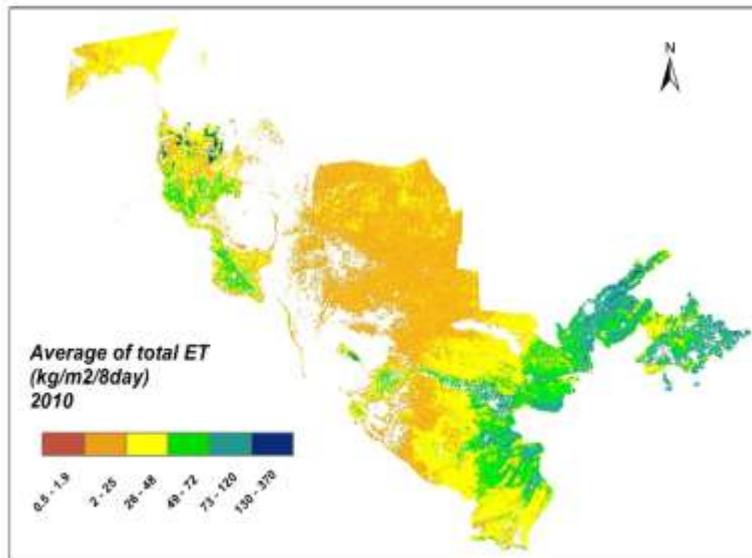 N
Average of total ET
(kg/m2/8day)
2010
0.5 - 1.9
2 - 25
26 - 48
49 - 72
73 - 120
130 - 370